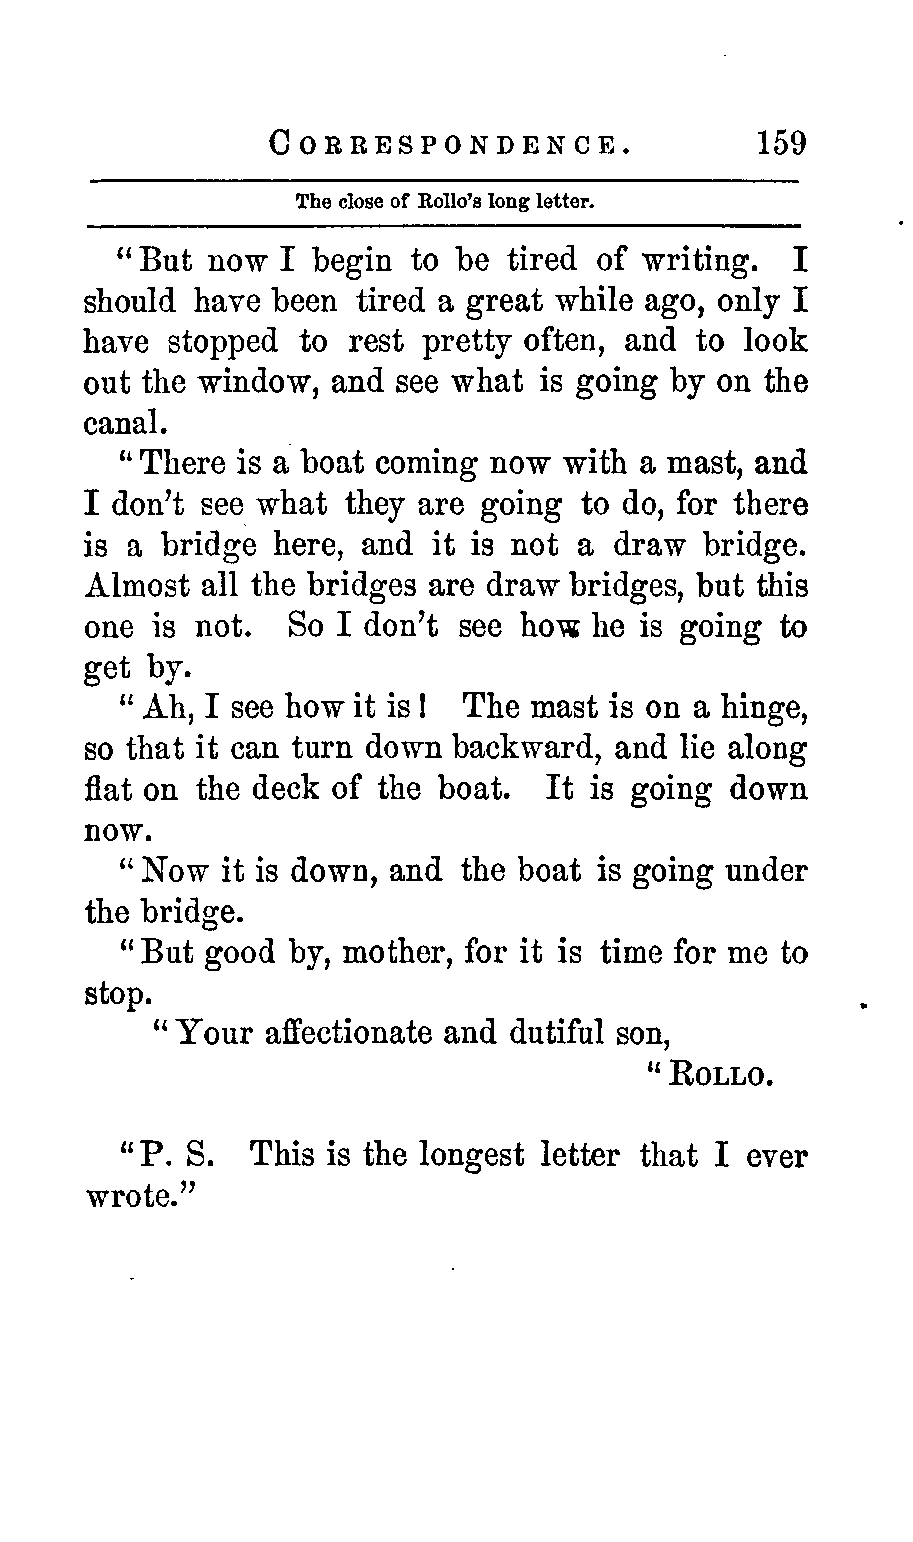 CORRESPONDENCE. 159
The close of Rollo's long letter.
"But now I begin to be tired of writing. I
should have been tired a great while ago, only I
have stopped to rest pretty often, and to look
out the window, and see what is going by on the
canal.
"There is a boat coming now with a mast, and
I don't see what they are going to do, for there
is a bridge here, and it is not a draw bridge.
Almost all the bridges are draw bridges, but this
one is not. So I don't see how he is going to
get by.
"Ah, I see how it is! The mast is on a hinge,
so that it can turn down backward, and lie along
flat on the deck of the boat. It is going down
now.
"Now it is down, and the boat is going under
the bridge.
"But good by, mother, for it is time for me to
stop.
"Your affectionate and dutiful son,
"ROLLO.
"P. S. This is the longest letter that I ever
wrote."